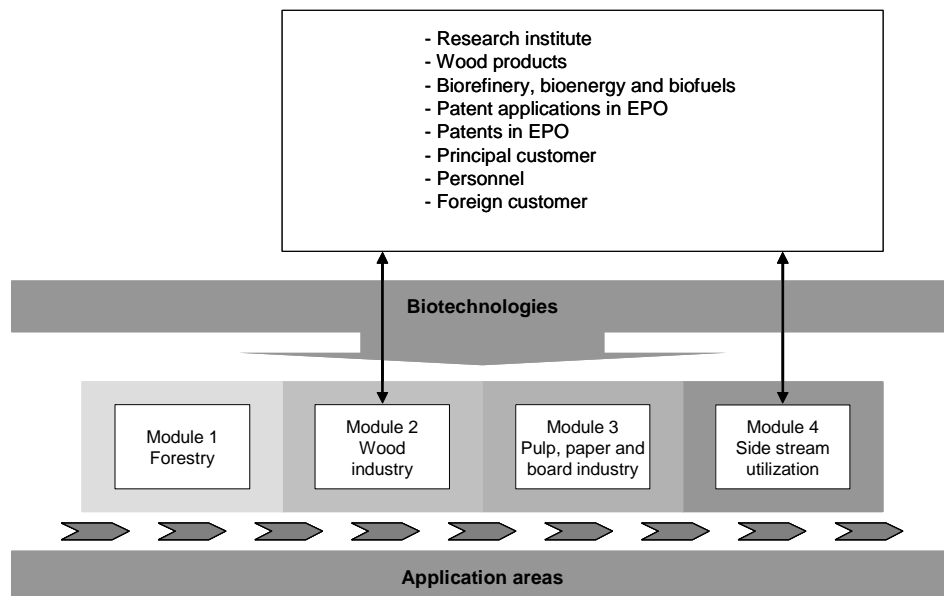 - Research institute
- Wood products
- Biorefinery, bioenergy and biofuels
- Patent applications in EPO
- Patents in EPO
- Principal customer
- Personnel
- Foreign customer
Biotechnologies
Module 1
Forestry
Module 2
Wood
industry
Module 3
Pulp, paper and
board industry
Module 4
Side stream
utilization
Application areas